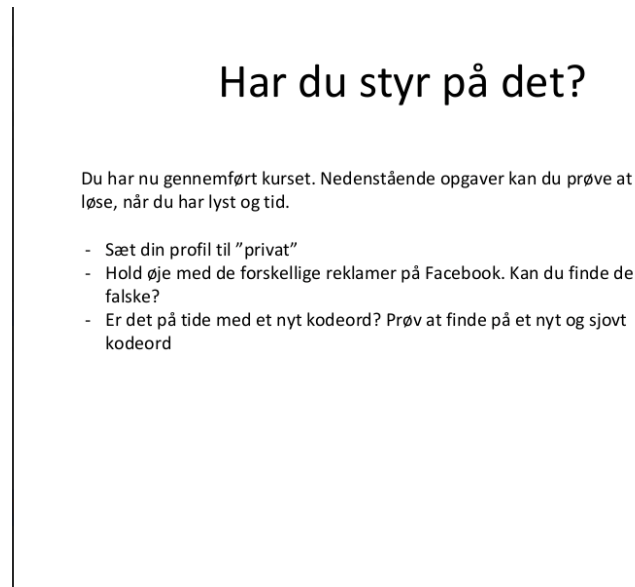 Har du styr på det?
Du har nu gennemført kurset. Nedenstående opgaver kan du prøve at
løse, når du har lyst og tid.
- Sæt din profil til ”privat”
- Hold øje med de forskellige reklamer på Facebook. Kan du finde de
falske?
- Er det på tide med et nyt kodeord? Prøv at finde på et nyt og sjovt
kodeord